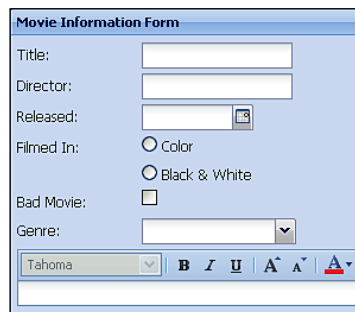 Movie Information Form
Title:
Director:
Released:
Filmed In:
Color
Black & White
Bad Movie:
Genre:
Tahoma B I U A A A